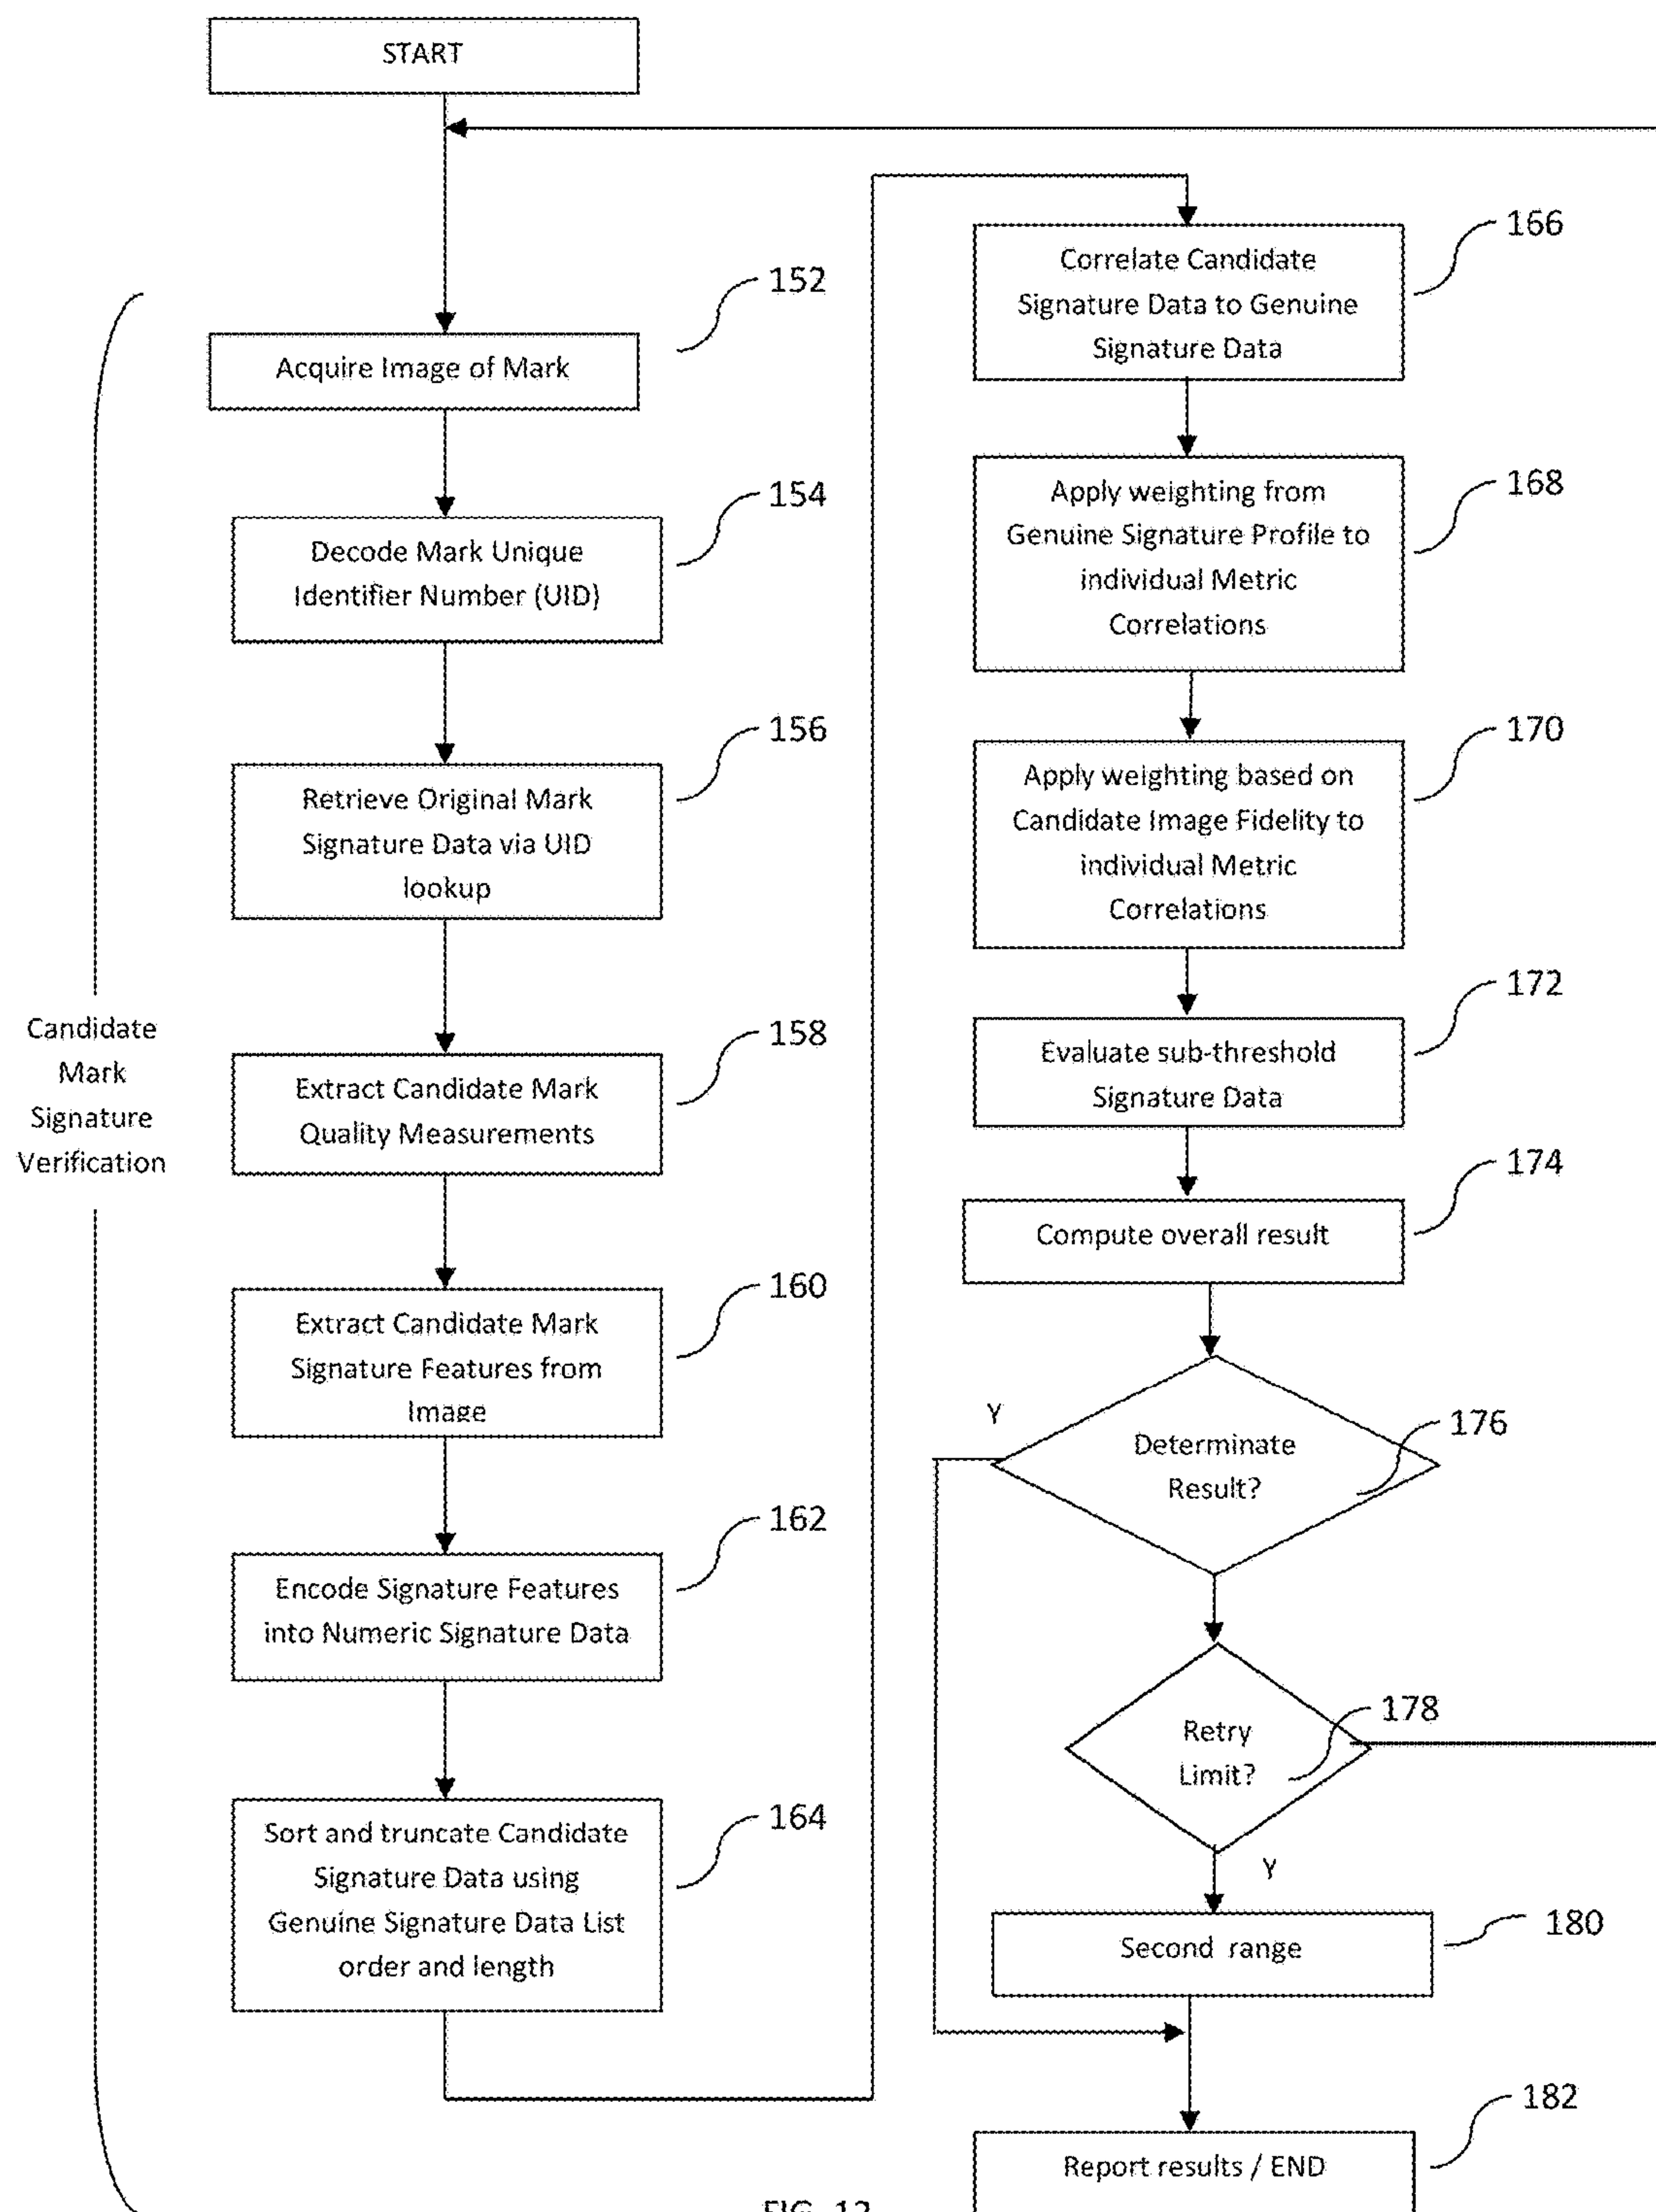 START
152
Acquire Image of Mark
154
Decode Mark Unique
Identifier Number (UID)
156
Retrieve Original Mark
Signature Data via UID
lookup
158
Extract Candidate Mark
Quality Measurements
160
Extract Candidate Mark
Signature Features from
Image
162
Encode Signature Features
into Numeric Signature Data
164
Sort and truncate Candidate
Signature Data using
Genuine Signature Data List
order and length
Candidate
Mark
Signature
Verification
166
Correlate Candidate
Signature Data to Genuine
Signature Data
168
Apply weighting from
Genuine Signature Profile to
individual Metric
Correlations
170
Apply weighting based on
Candidate Image Fidelity to
individual Metric
Correlations
172
Evaluate sub-threshold
Signature Data
174
Compute overall result
Y
176
Determinate
Result?
178
Retry
Limit?
Y
180
Second range
182
Report results / END